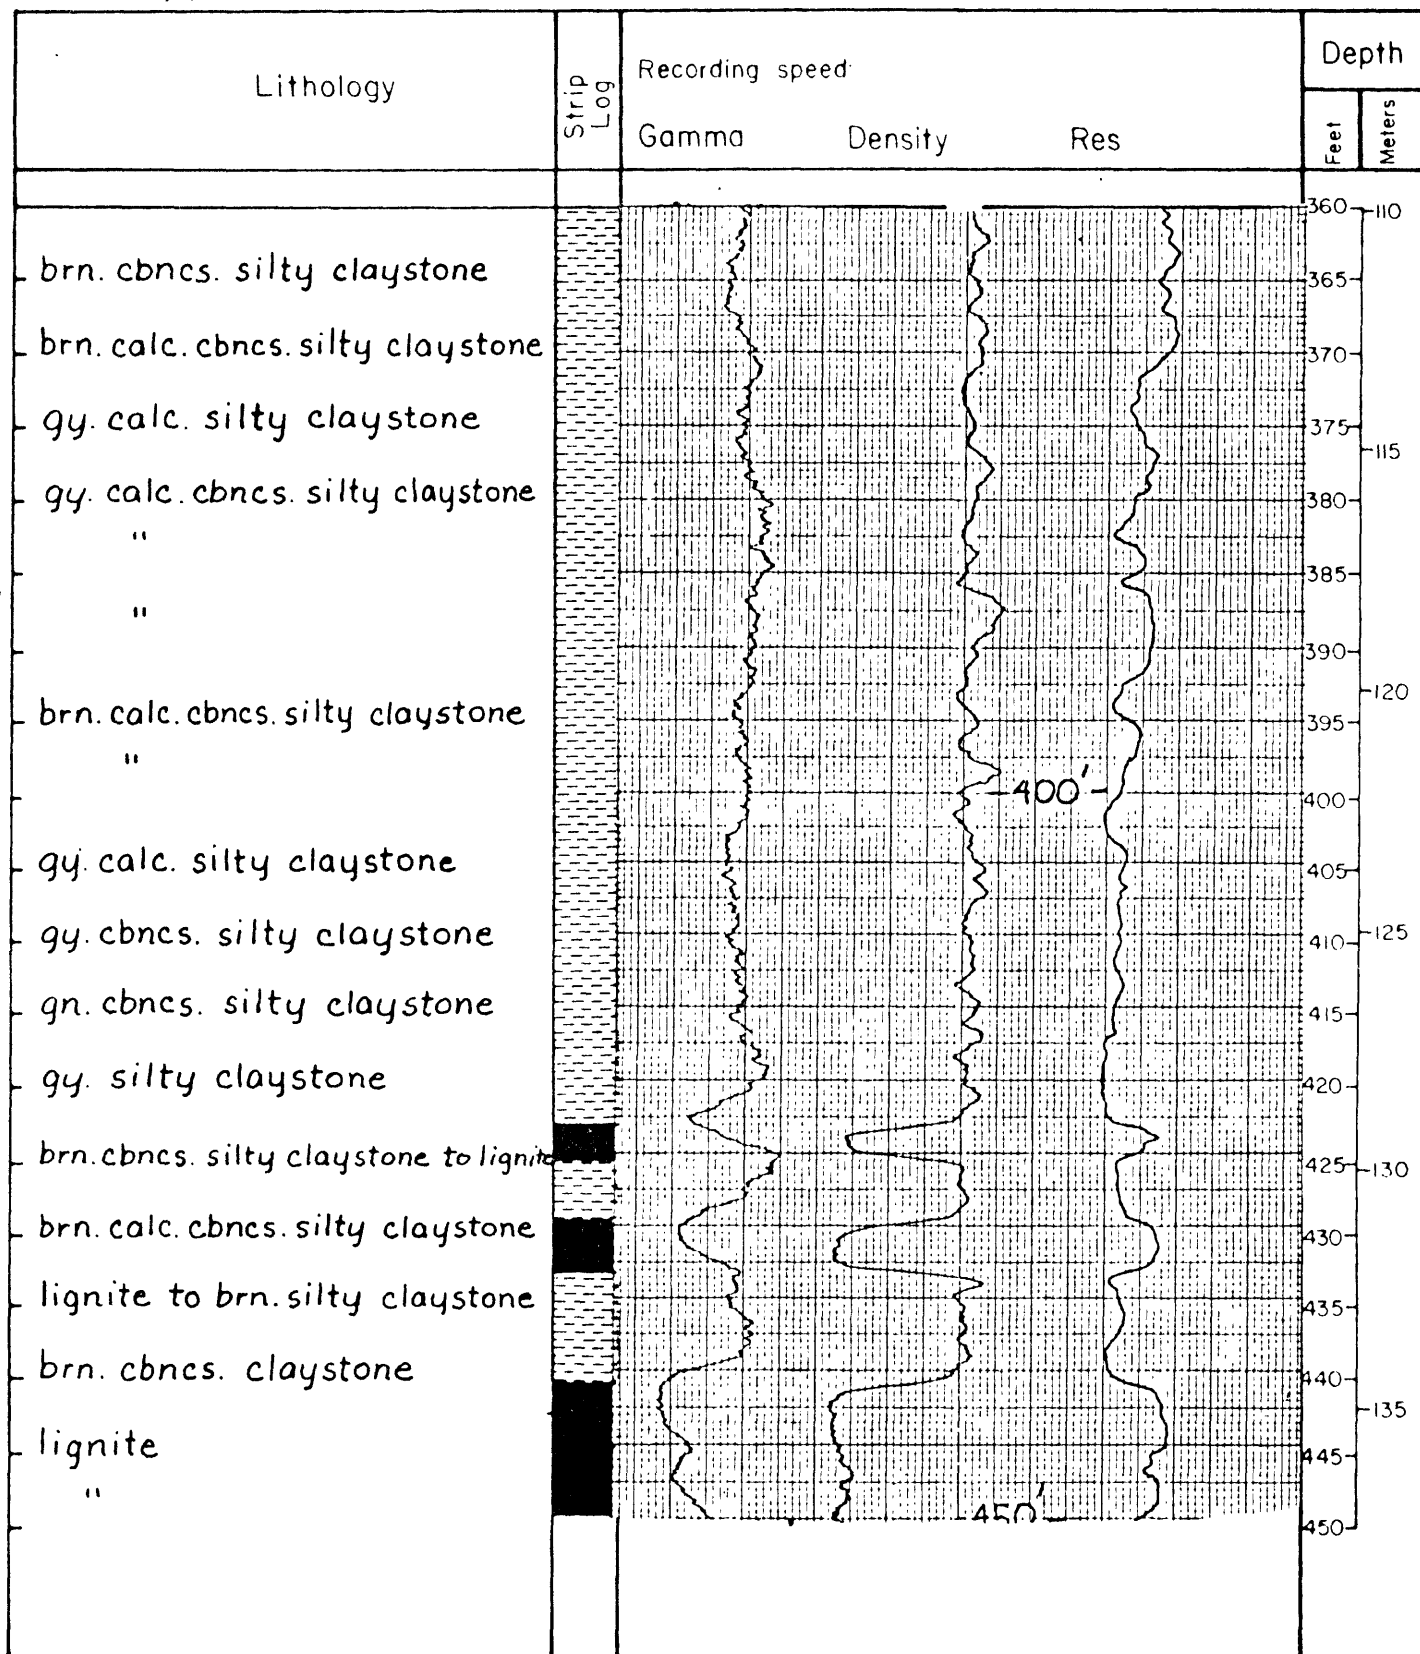 Lithology
Strip Log
Recording speed
Gamma Density Res
Depth
Feet
Meters
360 110
brn. cbncs. silty claystone
365
brn. calc. cbncs. silty claystone
370
gy. calc. silty claystone
375
115
gy. calc. cbncs. silty claystone
380
"
385
"
390
120
brn. calc. cbncs. silty claystone
395
"
-400'-
400
gy. calc. silty claystone
405
gy. cbncs. silty claystone
125
410
gn. cbncs. silty claystone
415
gy. silty claystone
420
brn. cbncs. silty claystone to lignite
425
130
brn. calc. cbncs. silty claystone
430
lignite to brn. silty claystone
435
brn. cbncs. claystone
440
135
lignite
445
"
450'
450